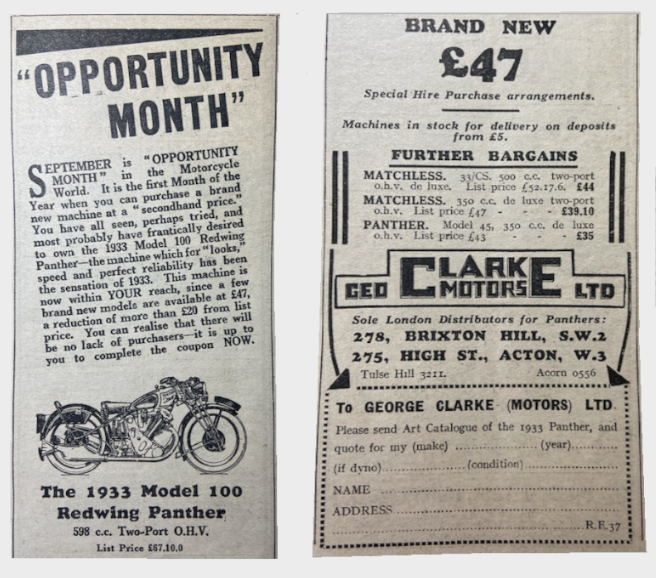 "OPPORTUNITY
MONTH"
SEPTEMBER is "OPPORTUNITY
MONTH" in the Motorcycle
World. It is the first Month of the
Year when you can purchase a brand
new machine at a "secondhand price."
You have all seen, perhaps tried, and
most probably have frantically desired
to own the 1933 Model 100 Redwing
Panther—the machine which for "looks,"
speed and perfect reliability has been
the sensation of 1933. This machine is
now within YOUR reach, since a few
brand new models are available at £47,
a reduction of more than £20 from list
price. You can realise that there will
be no lack of purchasers—it is up to
you to complete the coupon NOW.
The 1933 Model 100
Redwing Panther
598 c.c. Two-Port O.H.V.
List Price £67.10.0
BRAND NEW
£47
Special Hire Purchase arrangements.
Machines in stock for delivery on deposits
from £5.
FURTHER BARGAINS
MATCHLESS. 33/CS. 500 c.c. two-port
o.h.v. de luxe. List price £52.17.6. £44
MATCHLESS. 350 c.c. de luxe two-port
o.h.v. List price £47 - - - £39.10
PANTHER. Model 45, 350 c.c. de luxe
o.h.v. List price £43 - - - £35
GEO CLARKE MOTORS LTD
Sole London Distributors for Panthers:
278, BRIXTON HILL, S.W.2
275, HIGH ST., ACTON, W.3
Tulse Hill 3211. Acorn 0556
To GEORGE CLARKE (MOTORS) LTD.
Please send Art Catalogue of the 1933 Panther, and
quote for my (make) .................. (year)..................
(if dyno)........................(condition)........................
NAME ..................................................
ADDRESS..................................................
..................................................R.E.37